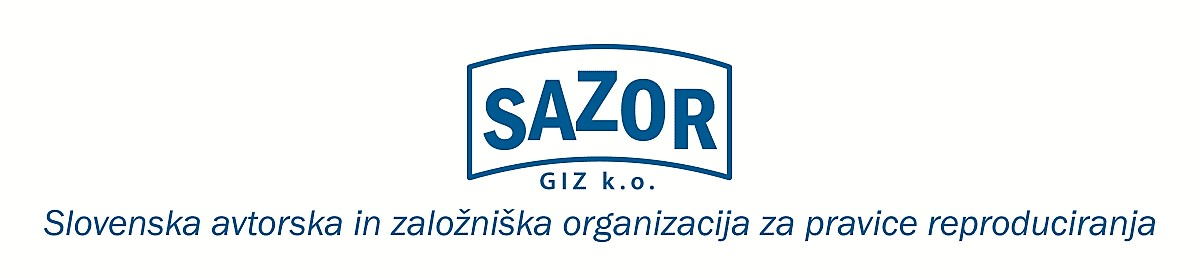 SAZOR
GIZ k.o.
Slovenska avtorska in založniška organizacija za pravice reproduciranja